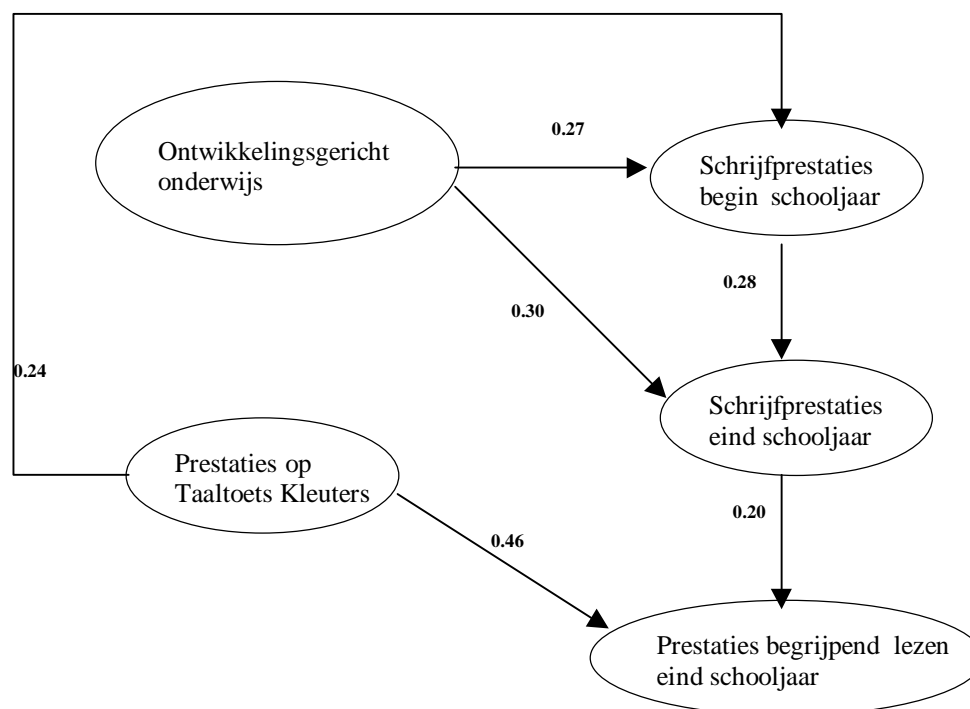 0.27
Ontwikkelingsgericht
onderwijs
Schrijfprestaties
begin schooljaar
0.28
0.30
0.24
Schrijfprestaties
eind schooljaar
Prestaties op
Taaltoets Kleuters
0.20
0.46
Prestaties begrijpend lezen
eind schooljaar